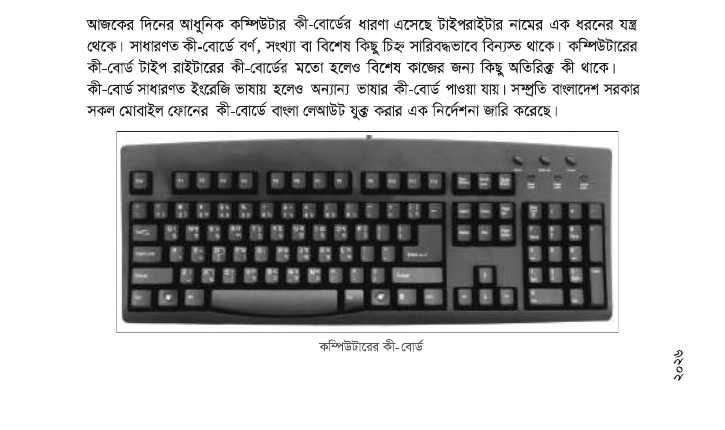 আজকের দিনের আধুনিক কম্পিউটার কী-বোর্ডের ধারণা এসেছে টাইপরাইটার নামের এক ধরনের যন্ত্র
থেকে। সাধারণত কী-বোর্ডে বর্ণ, সংখ্যা বা বিশেষ কিছু চিহ্ন সারিবদ্ধভাবে বিন্যস্ত থাকে। কম্পিউটারের
কী-বোর্ড টাইপ রাইটারের কী-বোর্ডের মতো হলেও বিশেষ কাজের জন্য কিছু অতিরিক্ত কী থাকে।
কী-বোর্ড সাধারণত ইংরেজি ভাষায় হলেও অন্যান্য ভাষার কী-বোর্ড পাওয়া যায়। সম্প্রতি বাংলাদেশ সরকার
সকল মোবাইল ফোনের কী-বোর্ডে বাংলা লেআউট যুক্ত করার এক নির্দেশনা জারি করেছে।
কম্পিউটারের কী-বোর্ড
২০২৬